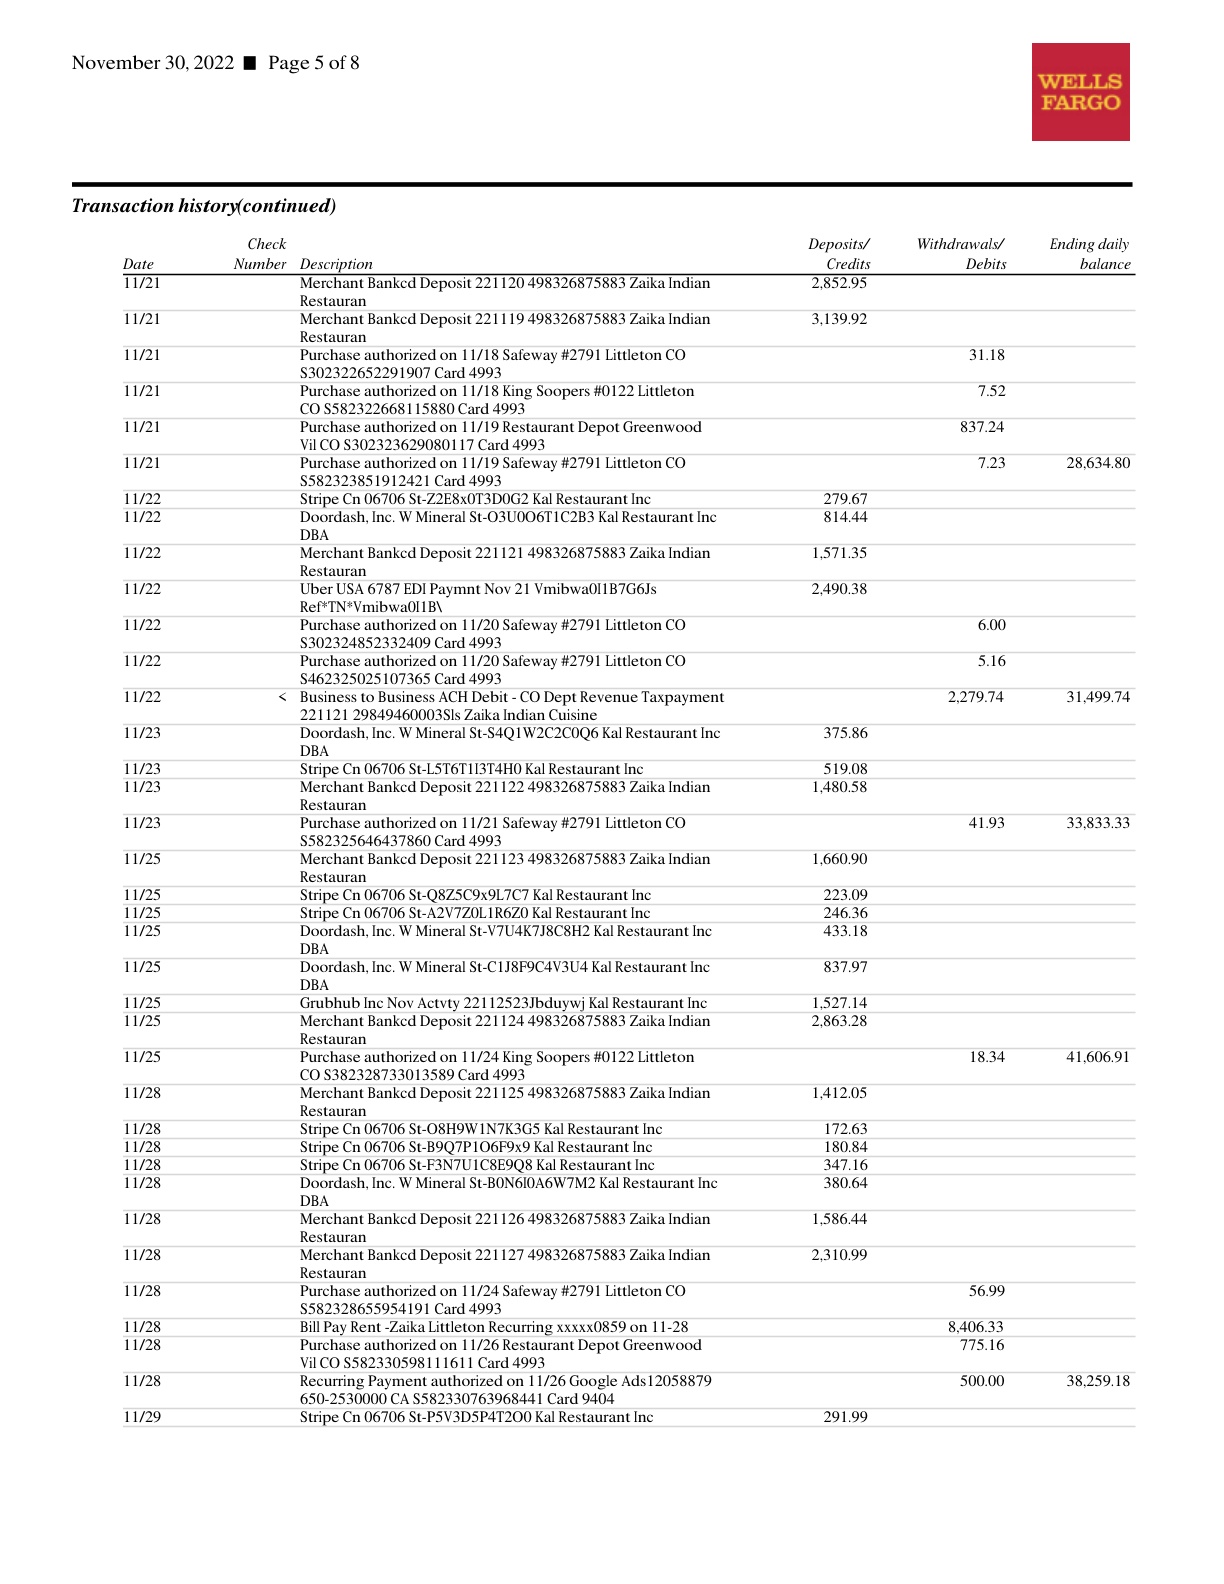 November 30, 2022 ■ Page 5 of 8
WELLS
FARGO
Transaction history(continued)
Check Deposits/ Withdrawals/ Ending daily
Date Number Description Credits Debits balance
11/21 Merchant Bankcd Deposit 221120 498326875883 Zaika Indian 2,852.95
Restauran
11/21 Merchant Bankcd Deposit 221119 498326875883 Zaika Indian 3,139.92
Restauran
11/21 Purchase authorized on 11/18 Safeway #2791 Littleton CO 31.18
S302322652291907 Card 4993
11/21 Purchase authorized on 11/18 King Soopers #0122 Littleton 7.52
CO S582322668115880 Card 4993
11/21 Purchase authorized on 11/19 Restaurant Depot Greenwood 837.24
Vil CO S302323629080117 Card 4993
11/21 Purchase authorized on 11/19 Safeway #2791 Littleton CO 7.23 28,634.80
S582323851912421 Card 4993
11/22 Stripe Cn 06706 St-Z2E8x0T3D0G2 Kal Restaurant Inc 279.67
11/22 Doordash, Inc. W Mineral St-O3U0O6T1C2B3 Kal Restaurant Inc 814.44
DBA
11/22 Merchant Bankcd Deposit 221121 498326875883 Zaika Indian 1,571.35
Restauran
11/22 Uber USA 6787 EDI Paymnt Nov 21 Vmibwa0I1B7G6Js 2,490.38
Ref*TN*Vmibwa0I1B\
11/22 Purchase authorized on 11/20 Safeway #2791 Littleton CO 6.00
S302324852332409 Card 4993
11/22 Purchase authorized on 11/20 Safeway #2791 Littleton CO 5.16
S462325025107365 Card 4993
11/22 < Business to Business ACH Debit - CO Dept Revenue Taxpayment 2,279.74 31,499.74
221121 29849460003Sls Zaika Indian Cuisine
11/23 Doordash, Inc. W Mineral St-S4Q1W2C2C0Q6 Kal Restaurant Inc 375.86
DBA
11/23 Stripe Cn 06706 St-L5T6T1I3T4H0 Kal Restaurant Inc 519.08
11/23 Merchant Bankcd Deposit 221122 498326875883 Zaika Indian 1,480.58
Restauran
11/23 Purchase authorized on 11/21 Safeway #2791 Littleton CO 41.93 33,833.33
S582325646437860 Card 4993
11/25 Merchant Bankcd Deposit 221123 498326875883 Zaika Indian 1,660.90
Restauran
11/25 Stripe Cn 06706 St-Q8Z5C9x9L7C7 Kal Restaurant Inc 223.09
11/25 Stripe Cn 06706 St-A2V7Z0L1R6Z0 Kal Restaurant Inc 246.36
11/25 Doordash, Inc. W Mineral St-V7U4K7J8C8H2 Kal Restaurant Inc 433.18
DBA
11/25 Doordash, Inc. W Mineral St-C1J8F9C4V3U4 Kal Restaurant Inc 837.97
DBA
11/25 Grubhub Inc Nov Actvty 22112523Jbduywj Kal Restaurant Inc 1,527.14
11/25 Merchant Bankcd Deposit 221124 498326875883 Zaika Indian 2,863.28
Restauran
11/25 Purchase authorized on 11/24 King Soopers #0122 Littleton 18.34 41,606.91
CO S382328733013589 Card 4993
11/28 Merchant Bankcd Deposit 221125 498326875883 Zaika Indian 1,412.05
Restauran
11/28 Stripe Cn 06706 St-O8H9W1N7K3G5 Kal Restaurant Inc 172.63
11/28 Stripe Cn 06706 St-B9Q7P1O6F9x9 Kal Restaurant Inc 180.84
11/28 Stripe Cn 06706 St-F3N7U1C8E9Q8 Kal Restaurant Inc 347.16
11/28 Doordash, Inc. W Mineral St-B0N6I0A6W7M2 Kal Restaurant Inc 380.64
DBA
11/28 Merchant Bankcd Deposit 221126 498326875883 Zaika Indian 1,586.44
Restauran
11/28 Merchant Bankcd Deposit 221127 498326875883 Zaika Indian 2,310.99
Restauran
11/28 Purchase authorized on 11/24 Safeway #2791 Littleton CO 56.99
S582328655954191 Card 4993
11/28 Bill Pay Rent -Zaika Littleton Recurring xxxxx0859 on 11-28 8,406.33
11/28 Purchase authorized on 11/26 Restaurant Depot Greenwood 775.16
Vil CO S582330598111611 Card 4993
11/28 Recurring Payment authorized on 11/26 Google Ads12058879 500.00 38,259.18
650-2530000 CA S582330763968441 Card 9404
11/29 Stripe Cn 06706 St-P5V3D5P4T2O0 Kal Restaurant Inc 291.99